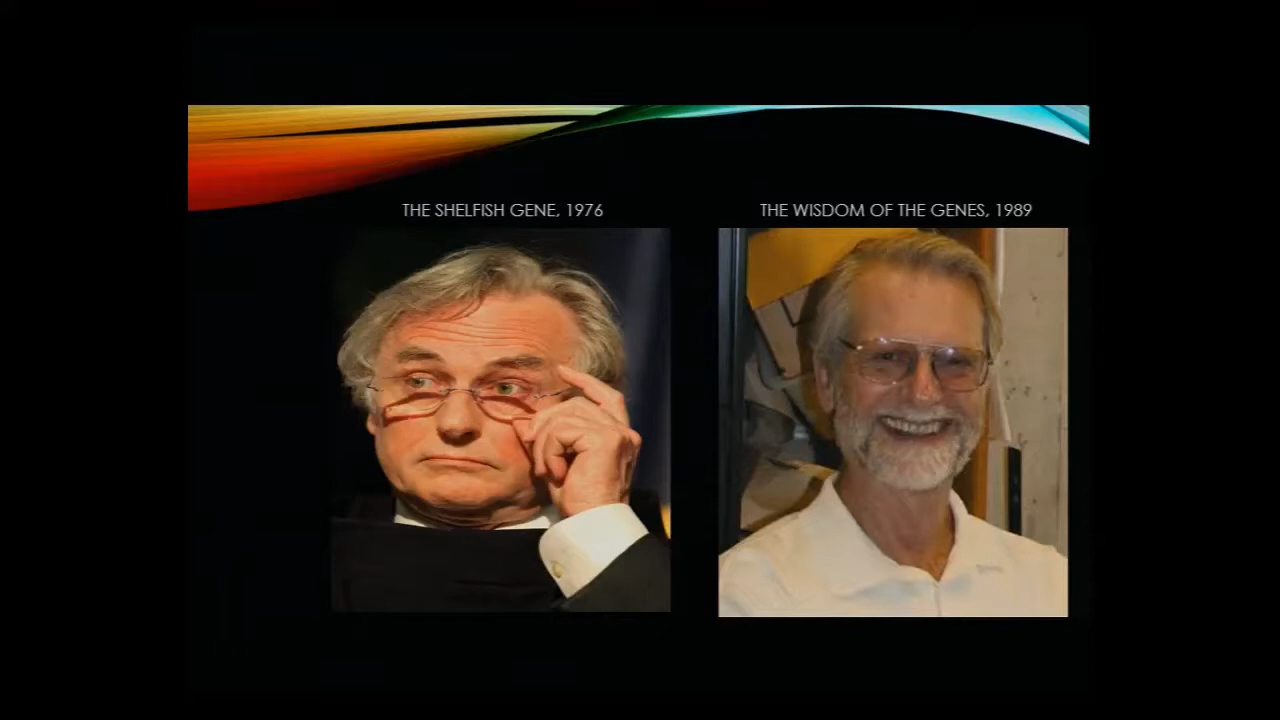 THE SHELFISH GENE, 1976
THE WISDOM OF THE GENES, 1989